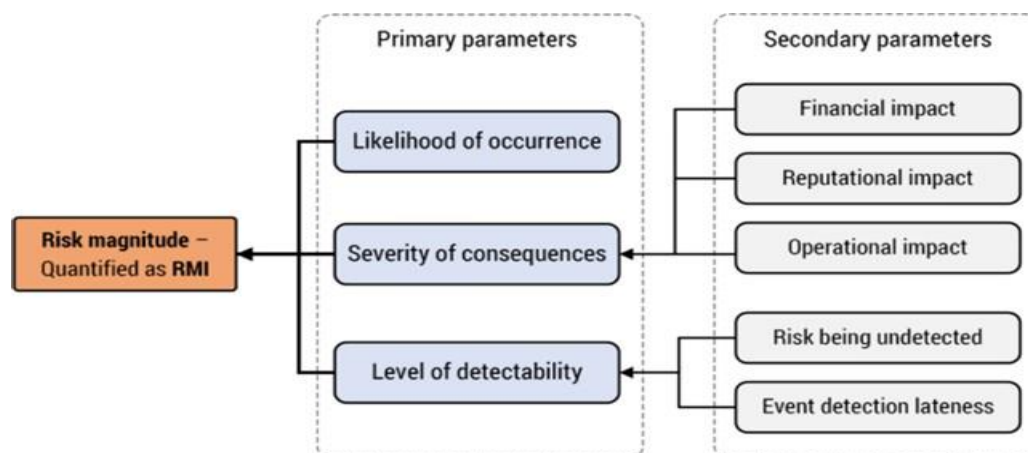 Primary parameters
Secondary parameters
Likelihood of occurrence
Severity of consequences
Level of detectability
Risk magnitude –
Quantified as RMI
Financial impact
Reputational impact
Operational impact
Risk being undetected
Event detection lateness